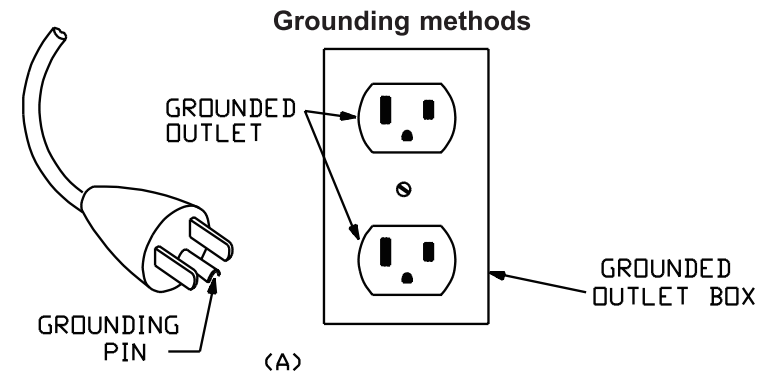 Grounding methods
GROUNDED
OUTLET
GROUNDED
OUTLET BOX
GROUNDING
PIN
(A)